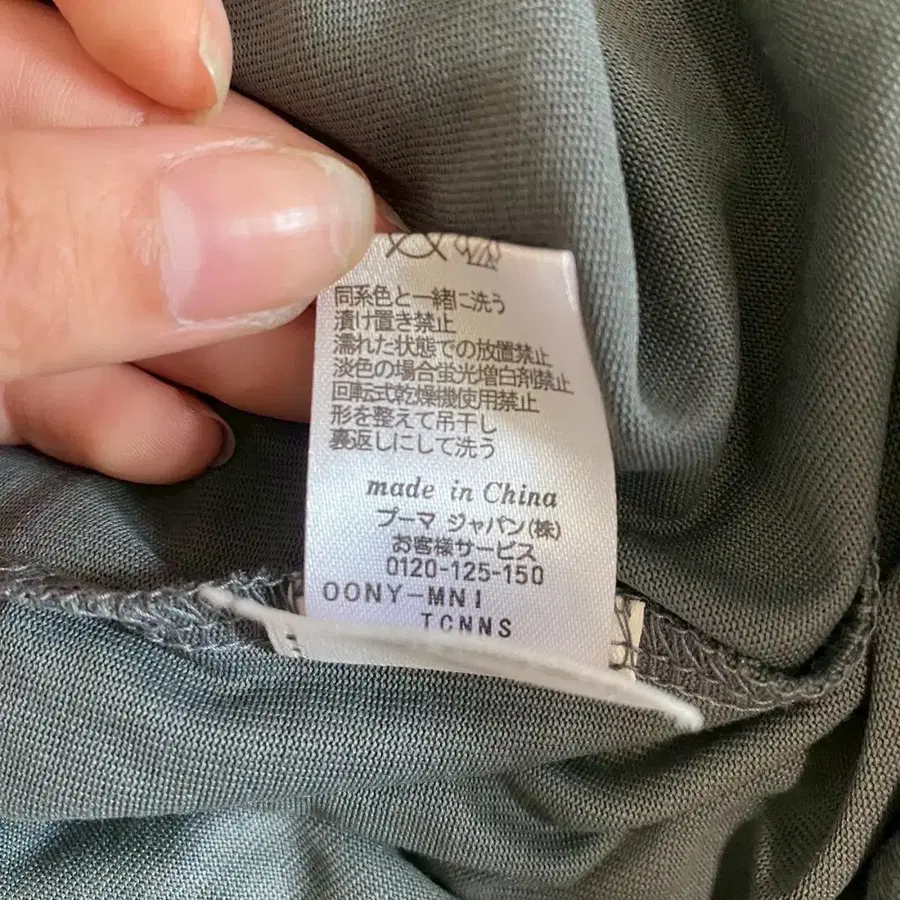 同系色と一緒に洗う
漬け置き禁止
濡れた状態での放置禁止
淡色の場合蛍光増白剤禁止
回転式乾燥機使用禁止
形を整えて吊干し
裏返しにして洗う
made in China
プーマ ジャパン(株)
お客様サービス
0120-125-150
OONY-MNI
TCNNS